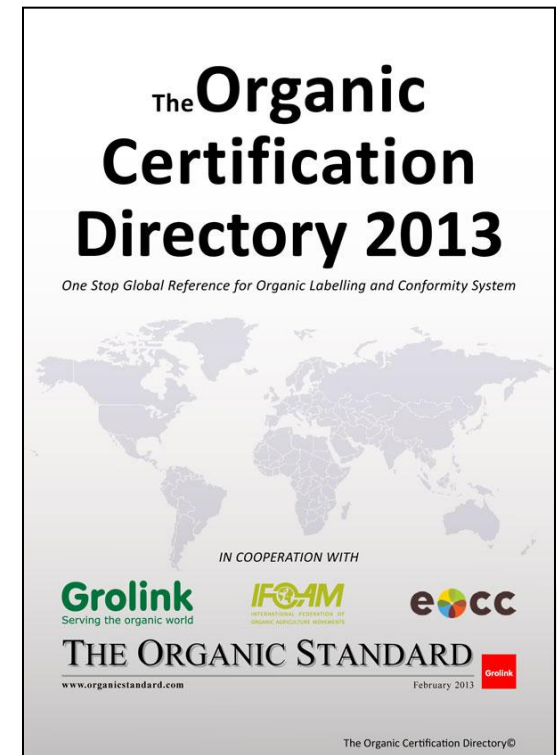 The Organic
Certification
Directory 2013
One Stop Global Reference for Organic Labelling and Conformity System
IN COOPERATION WITH
Grolink
Serving the organic world
IFOAM
INTERNATIONAL FEDERATION OF
ORGANIC AGRICULTURE MOVEMENTS
eocc
THE ORGANIC STANDARD
Grolink
www.organicstandard.com
February 2013
The Organic Certification Directory©